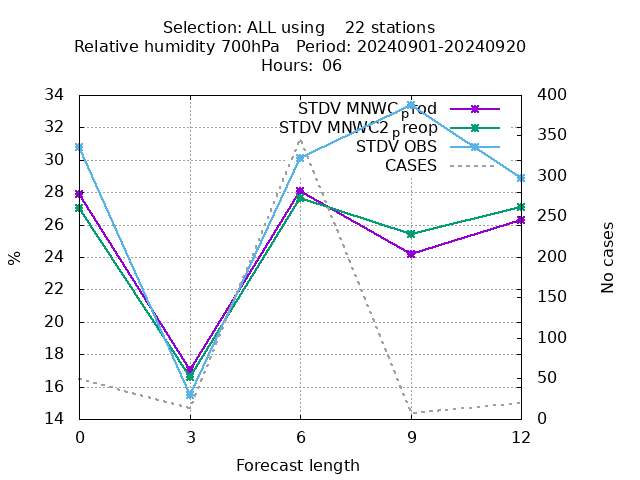 Selection: ALL using 22 stations
Relative humidity 700hPa Period: 20240901-20240920
Hours: 06
34 400
32 350
30 300
28 250
26 200
24 150
22 100
20 50
18 0
16
14
STDV MNWC_prod
STDV MNWC2_preop
STDV OBS
CASES
%
No cases
0 3 6 9 12
Forecast length